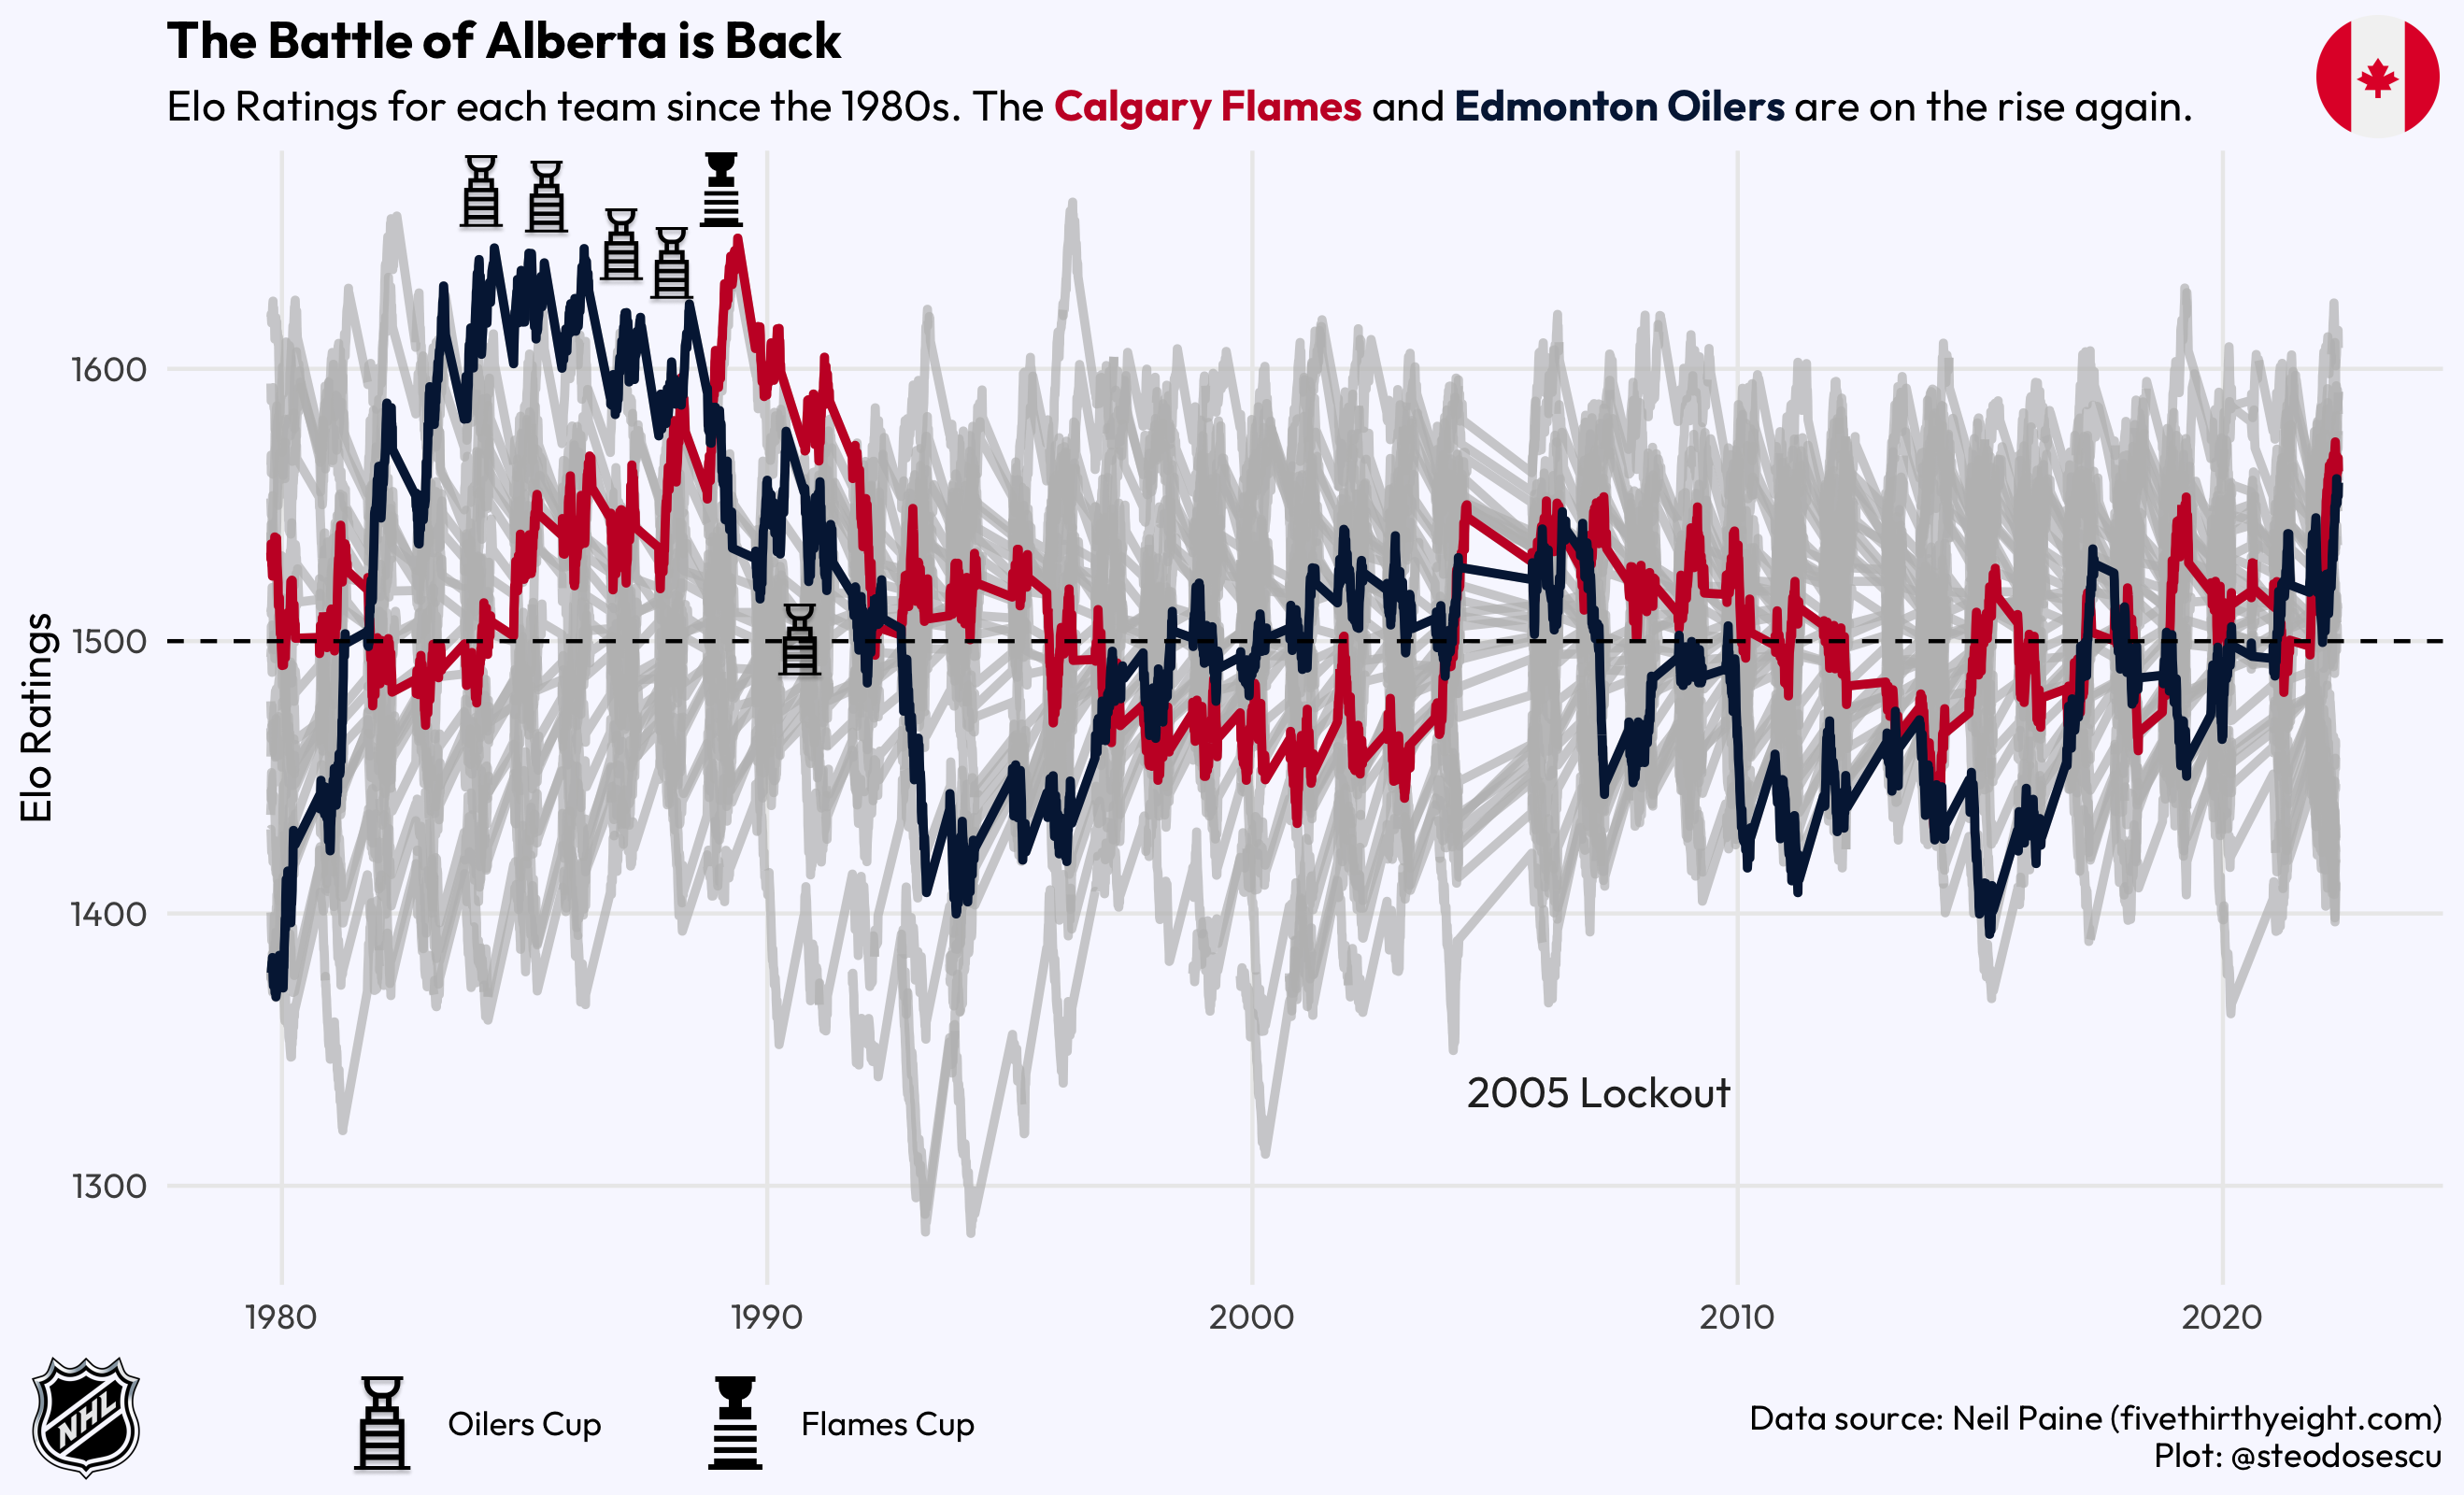 The Battle of Alberta is Back
Elo Ratings for each team since the 1980s. The Calgary Flames and Edmonton Oilers are on the rise again.
Elo Ratings
1600
1500
1400
1300
2005 Lockout
1980 1990 2000 2010 2020
NHL
Oilers Cup
Flames Cup
Data source: Neil Paine (fivethirtyeight.com)
Plot: @steodosescu